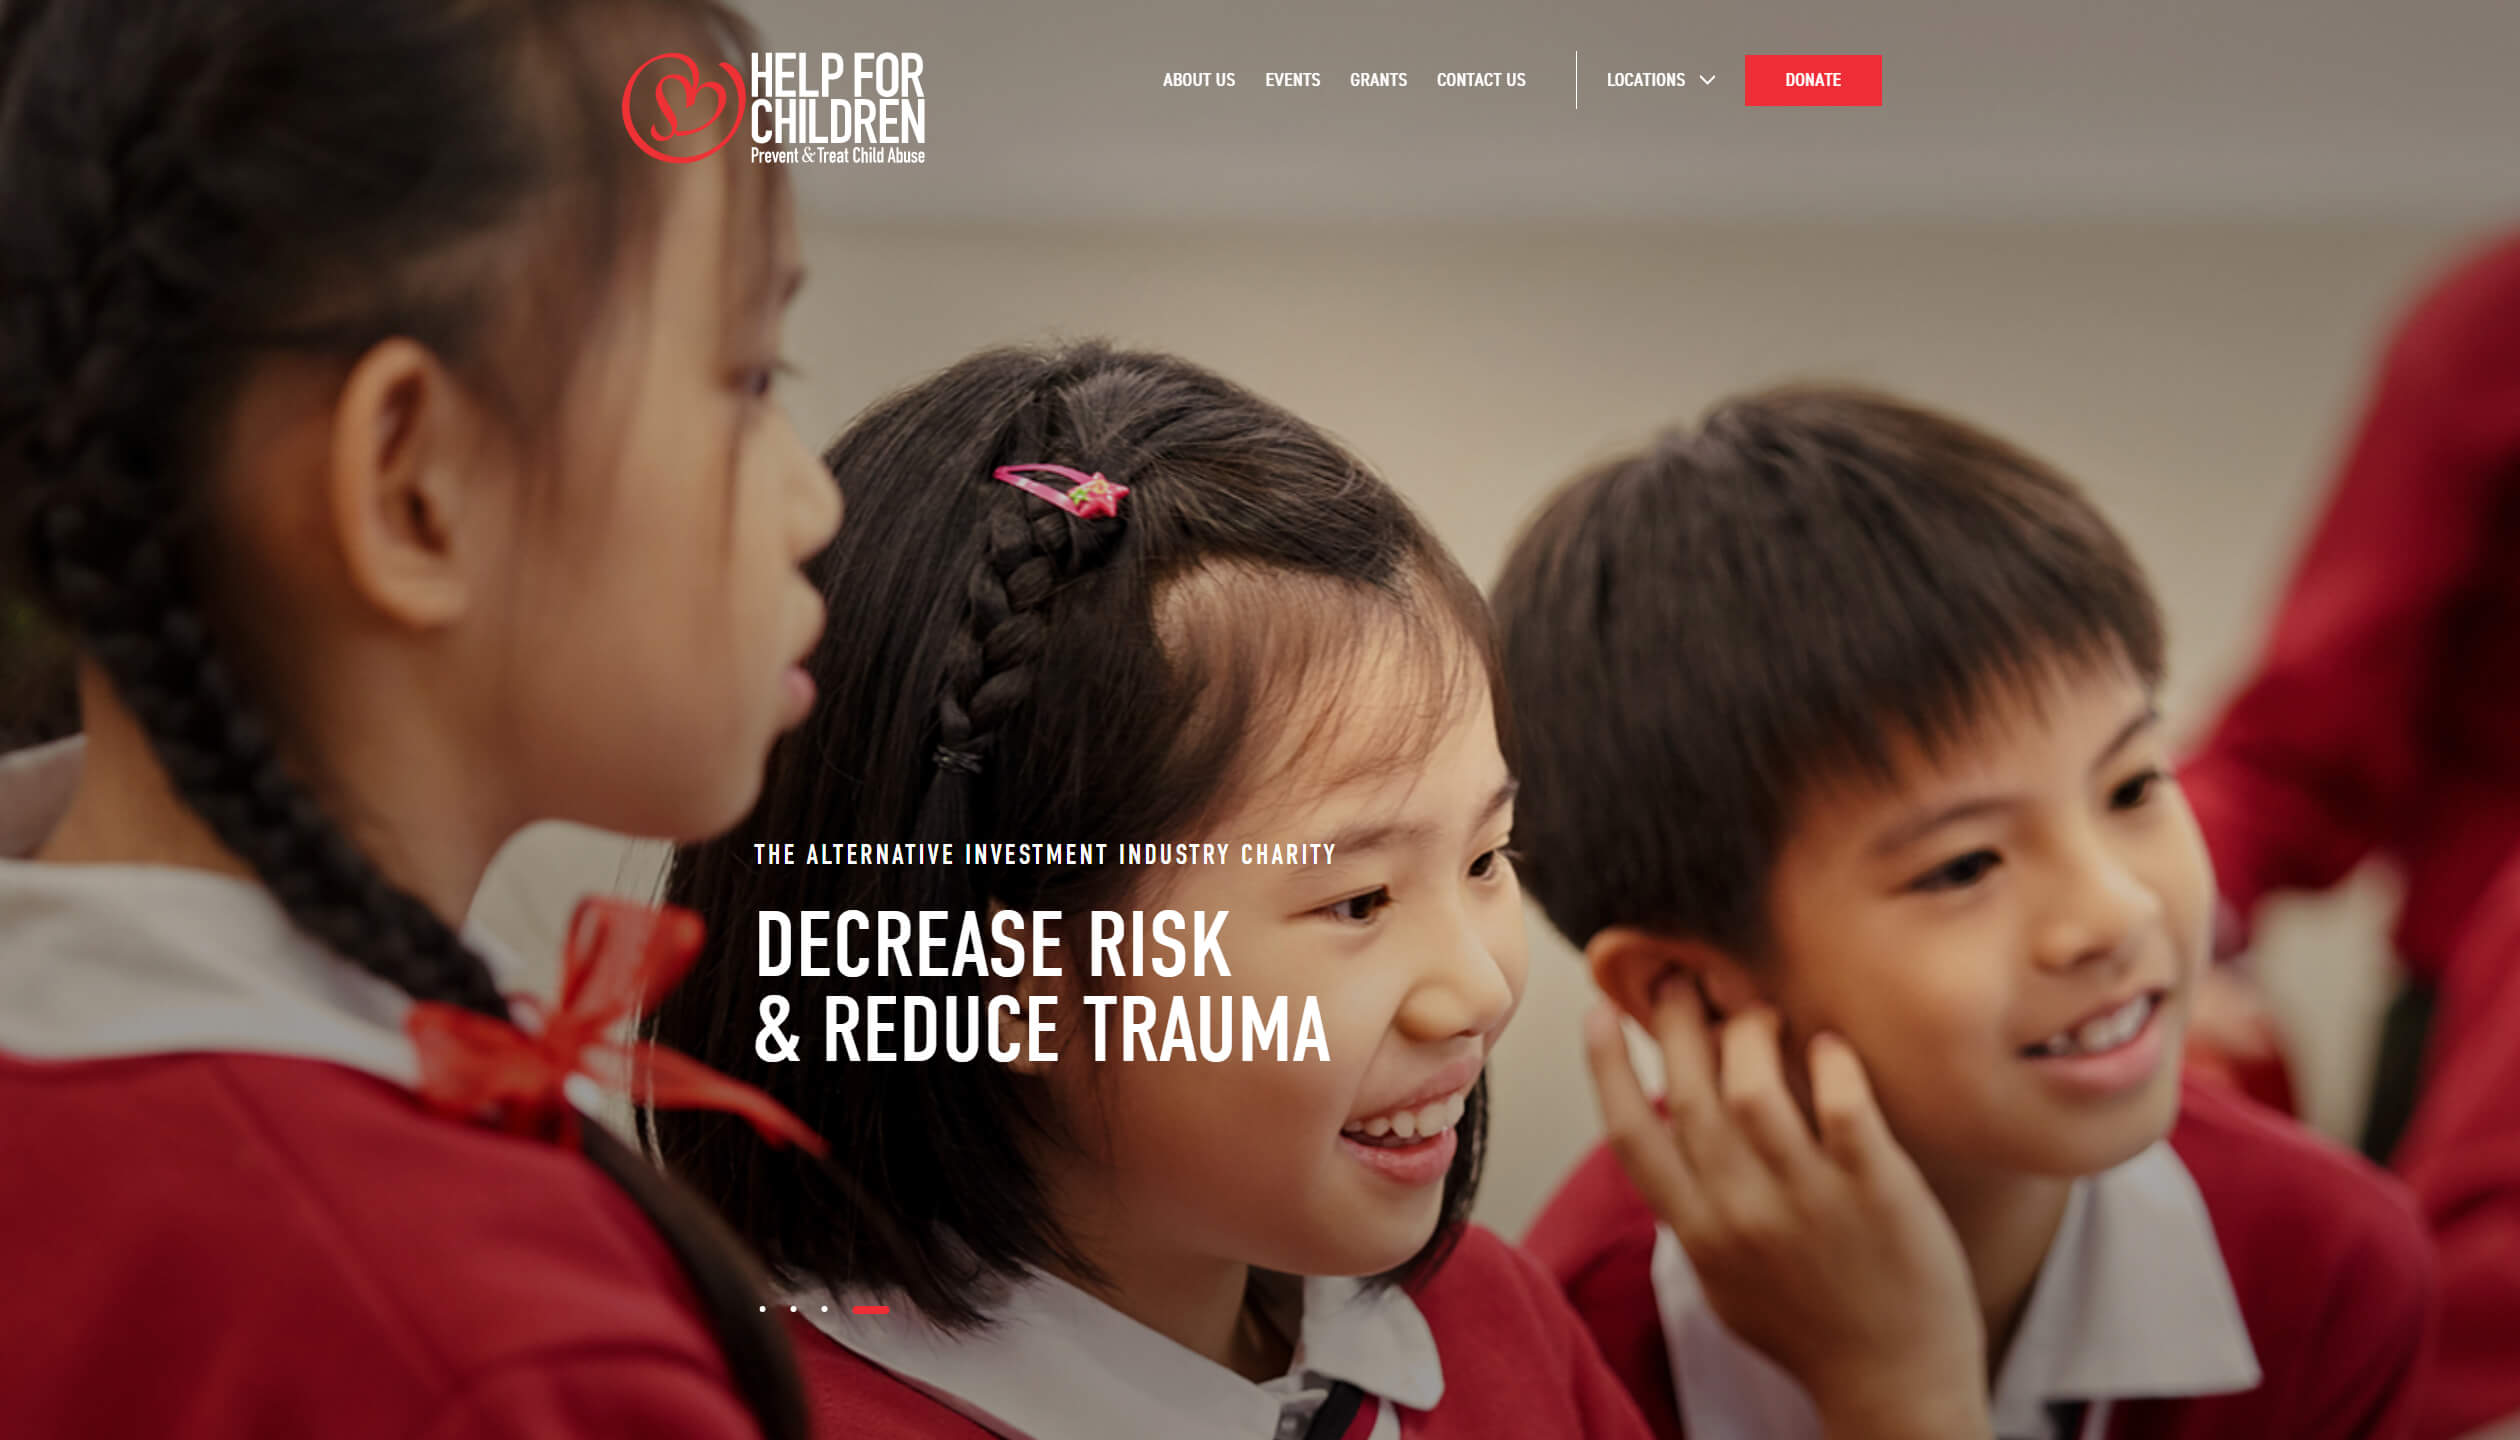 HELP FOR
CHILDREN
Prevent & Treat Child Abuse
ABOUT US
EVENTS
GRANTS
CONTACT US
LOCATIONS
DONATE
THE ALTERNATIVE INVESTMENT INDUSTRY CHARITY
DECREASE RISK
& REDUCE TRAUMA